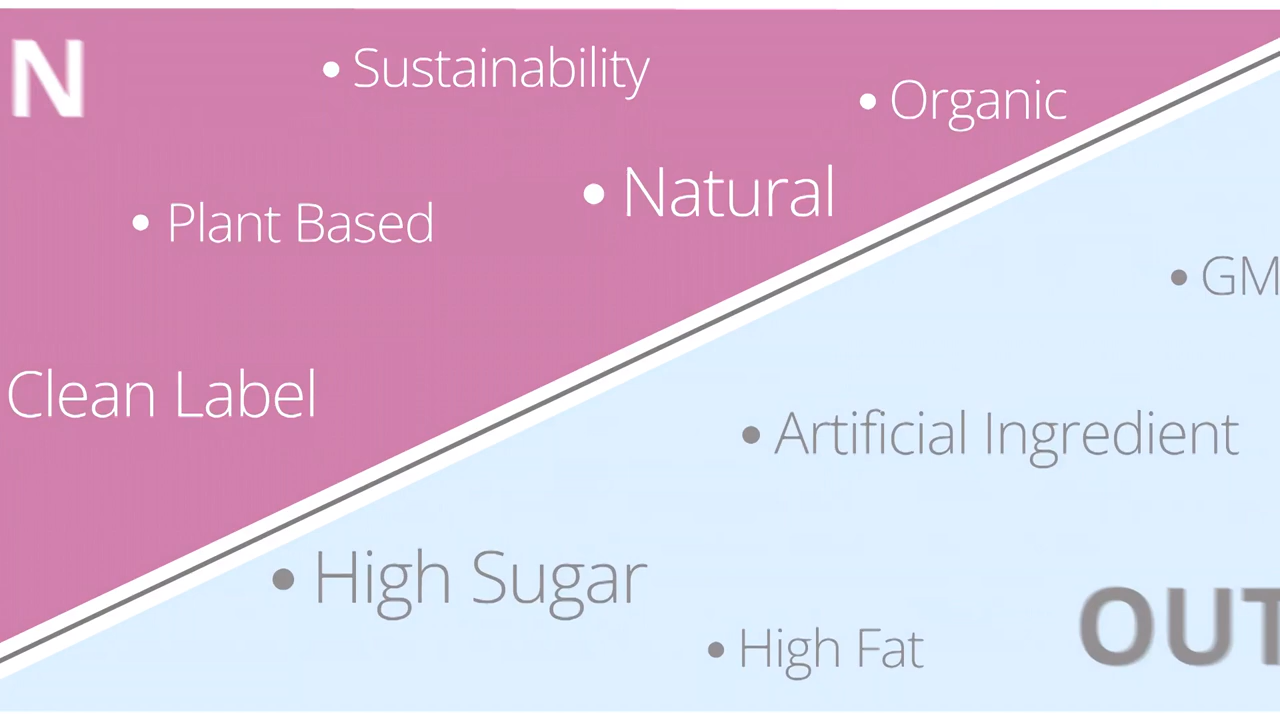 N
• Sustainability
• Organic
• Natural
• Plant Based
• GM
Clean Label
• Artificial Ingredient
• High Sugar
• High Fat
OUT